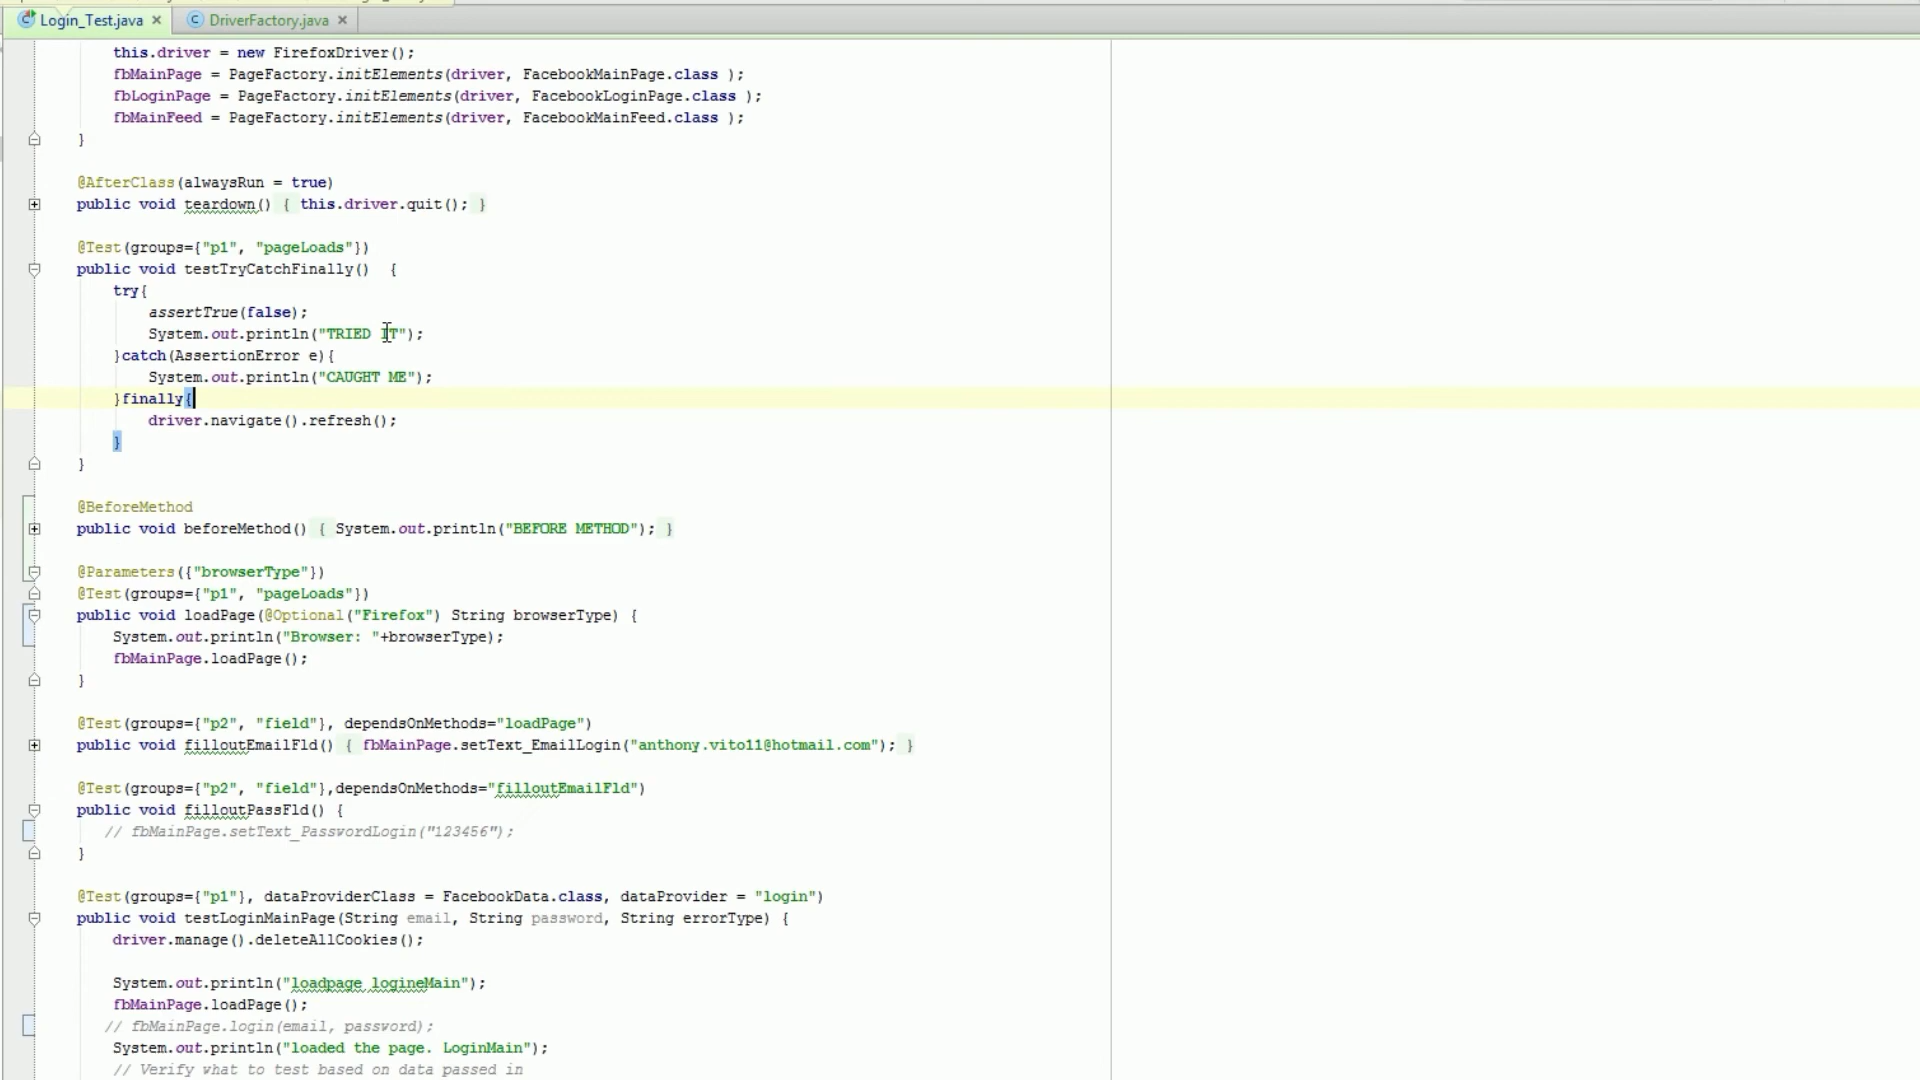 Login_Test.java × DriverFactory.java ×
this.driver = new FirefoxDriver();
fbMainPage = PageFactory.initElements(driver, FacebookMainPage.class );
fbLoginPage = PageFactory.initElements(driver, FacebookLoginPage.class );
fbMainFeed = PageFactory.initElements(driver, FacebookMainFeed.class );
}
@AfterClass(alwaysRun = true)
public void teardown() { this.driver.quit(); }
@Test(groups={"p1", "pageLoads"})
public void testTryCatchFinally() {
try{
assertTrue(false);
System.out.println("TRIED IT");
}catch(AssertionError e){
System.out.println("CAUGHT ME");
}finally{
driver.navigate().refresh();
}
}
@BeforeMethod
public void beforeMethod() { System.out.println("BEFORE METHOD"); }
@Parameters({"browserType"})
@Test(groups={"p1", "pageLoads"})
public void loadPage(@Optional("Firefox") String browserType) {
System.out.println("Browser: "+browserType);
fbMainPage.loadPage();
}
@Test(groups={"p2", "field"}, dependsOnMethods="loadPage")
public void filloutEmailFld() { fbMainPage.setText_EmailLogin("anthony.vito11@hotmail.com"); }
@Test(groups={"p2", "field"},dependsOnMethods="filloutEmailFld")
public void filloutPassFld() {
// fbMainPage.setText_PasswordLogin("123456");
}
@Test(groups={"p1"}, dataProviderClass = FacebookData.class, dataProvider = "login")
public void testLoginMainPage(String email, String password, String errorType) {
driver.manage().deleteAllCookies();
System.out.println("loadpage logineMain");
fbMainPage.loadPage();
// fbMainPage.login(email, password);
System.out.println("loaded the page. LoginMain");
// Verify what to test based on data passed in